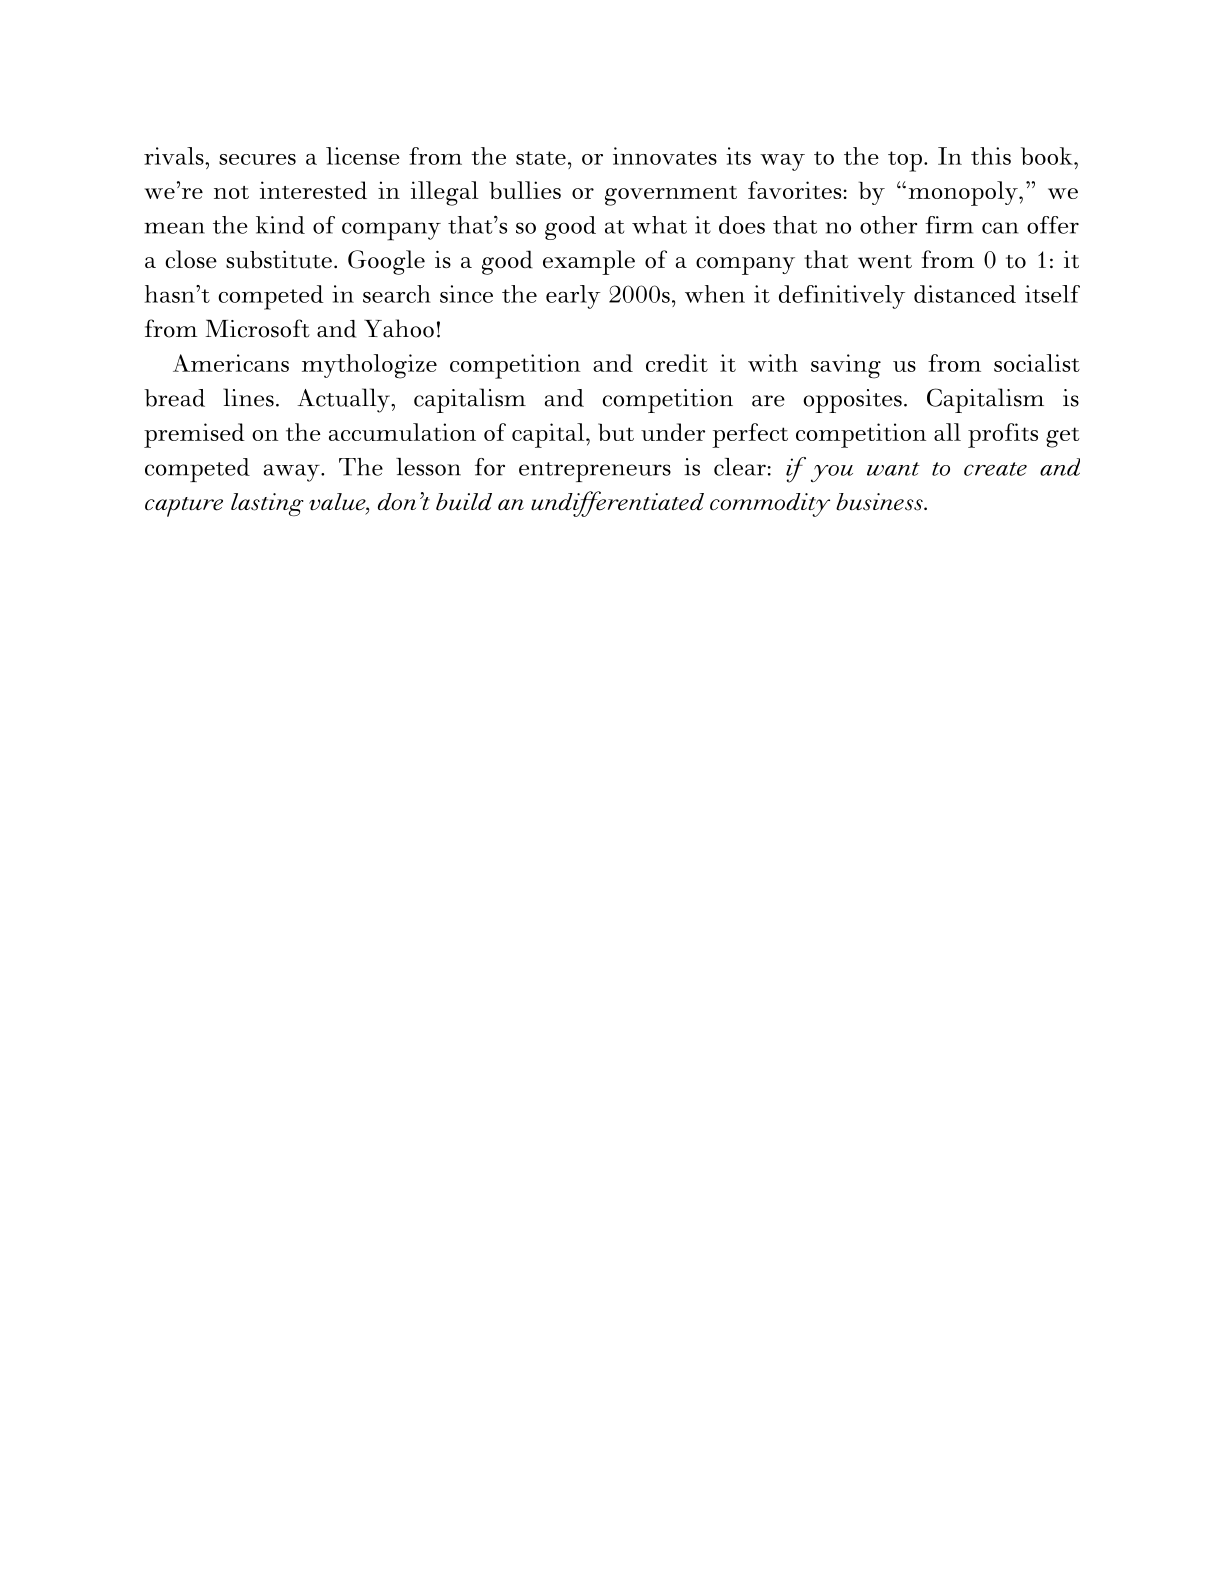 rivals, secures a license from the state, or innovates its way to the top. In this book,
we’re not interested in illegal bullies or government favorites: by “monopoly,” we
mean the kind of company that’s so good at what it does that no other firm can offer
a close substitute. Google is a good example of a company that went from 0 to 1: it
hasn’t competed in search since the early 2000s, when it definitively distanced itself
from Microsoft and Yahoo!
Americans mythologize competition and credit it with saving us from socialist
bread lines. Actually, capitalism and competition are opposites. Capitalism is
premised on the accumulation of capital, but under perfect competition all profits get
competed away. The lesson for entrepreneurs is clear: if you want to create and
capture lasting value, don’t build an undifferentiated commodity business.